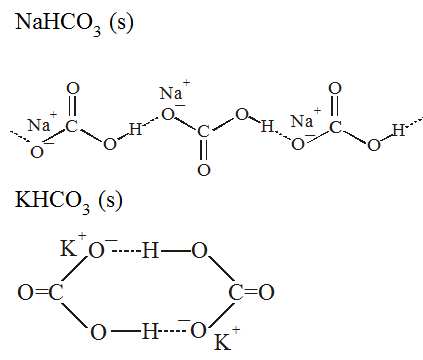 NaHCO₃ (s)
O O
Na⁺ C O H Na⁺ O⁻ C O H Na⁺ C
O⁻ O O⁻ O H
O
KHCO₃ (s)
K⁺ O⁻ H O
O=C C=O
O H ⁻O K⁺